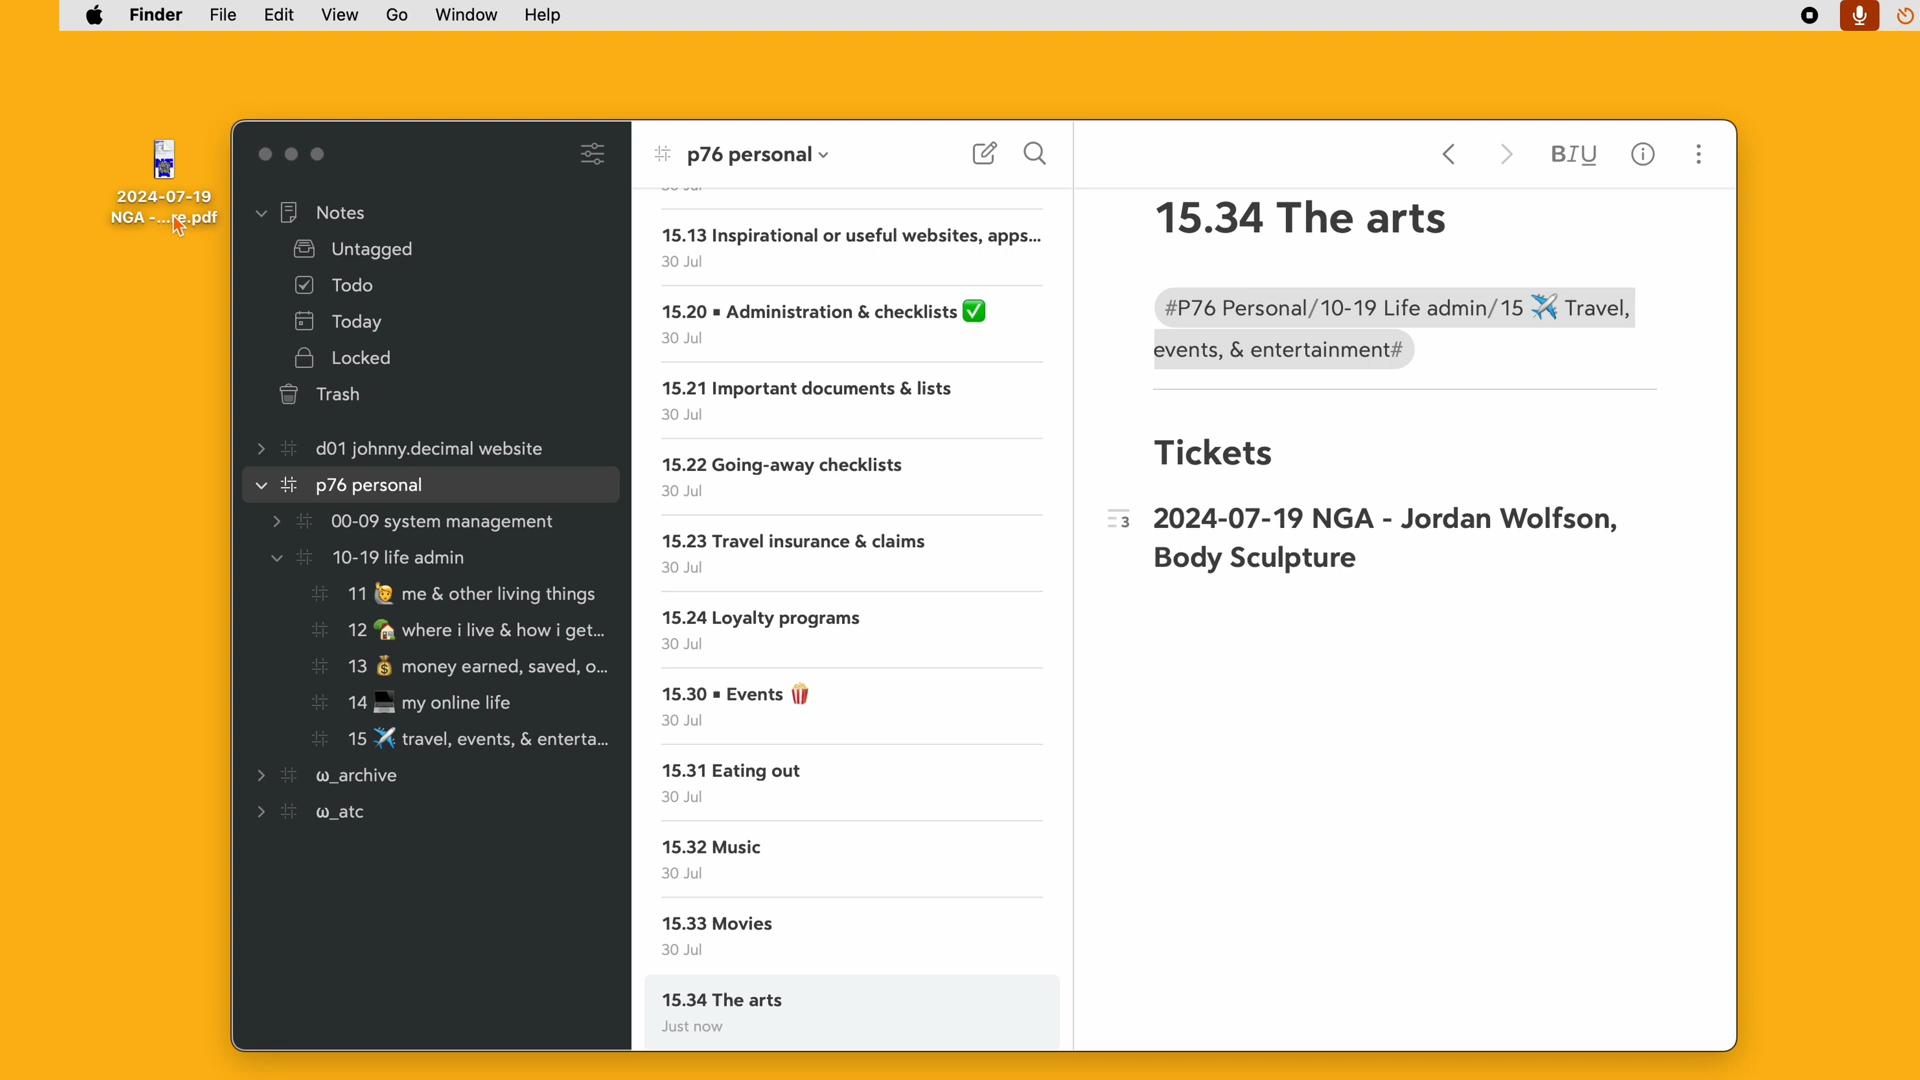 Finder File Edit View Go Window Help
2024-07-19
NGA -...re.pdf
Notes
Untagged
Todo
Today
Locked
Trash
d01 johnny.decimal website
p76 personal
00-09 system management
10-19 life admin
11 🙋 me & other living things
12 🏡 where i live & how i get...
13 💰 money earned, saved, o...
14 💻 my online life
15 ✈️ travel, events, & enterta...
ω_archive
ω_atc
p76 personal
30 Jul
15.13 Inspirational or useful websites, apps...
30 Jul
15.20 ▪ Administration & checklists ✅
30 Jul
15.21 Important documents & lists
30 Jul
15.22 Going-away checklists
30 Jul
15.23 Travel insurance & claims
30 Jul
15.24 Loyalty programs
30 Jul
15.30 ▪ Events 🍿
30 Jul
15.31 Eating out
30 Jul
15.32 Music
30 Jul
15.33 Movies
30 Jul
15.34 The arts
Just now
BIU
15.34 The arts
#P76 Personal/10-19 Life admin/15 ✈️ Travel,
events, & entertainment#
Tickets
3 2024-07-19 NGA - Jordan Wolfson,
Body Sculpture